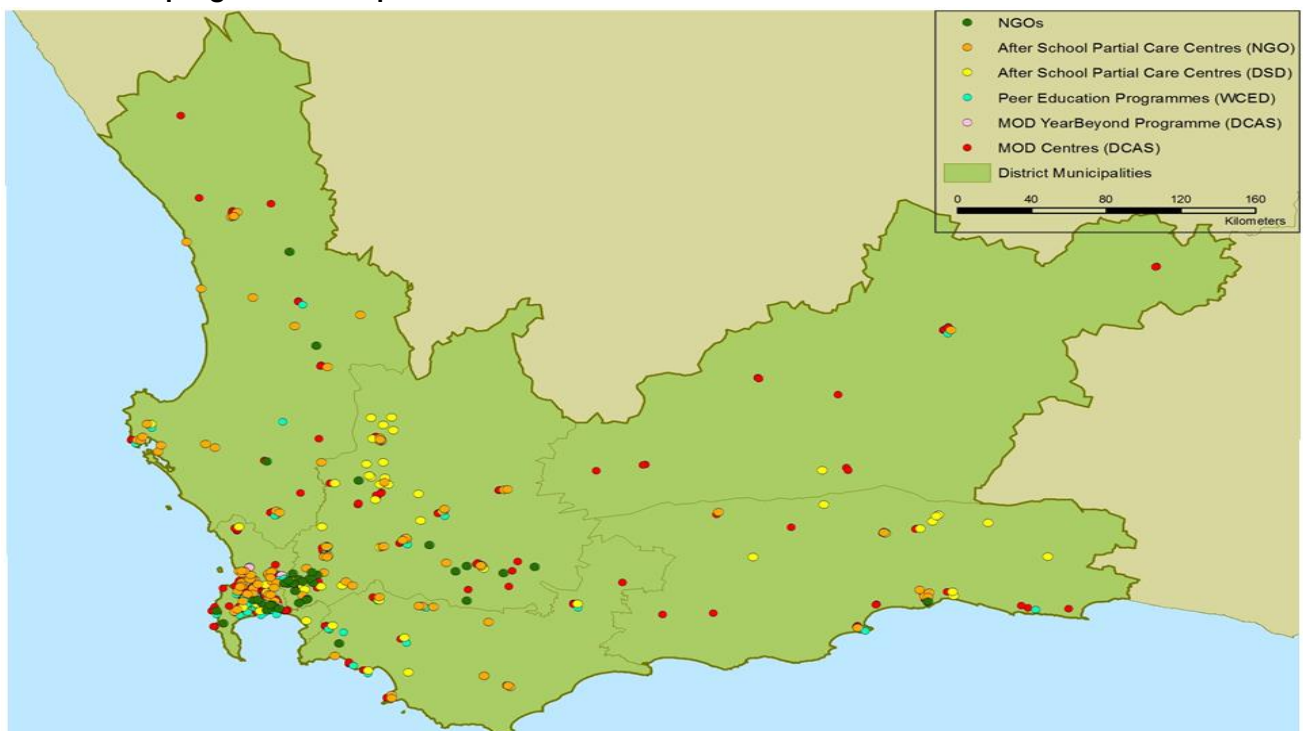 NGOs
After School Partial Care Centres (NGO)
After School Partial Care Centres (DSD)
Peer Education Programmes (WCED)
MOD YearBeyond Programme (DCAS)
MOD Centres (DCAS)
District Municipalities
0 40 80 120 160
Kilometers